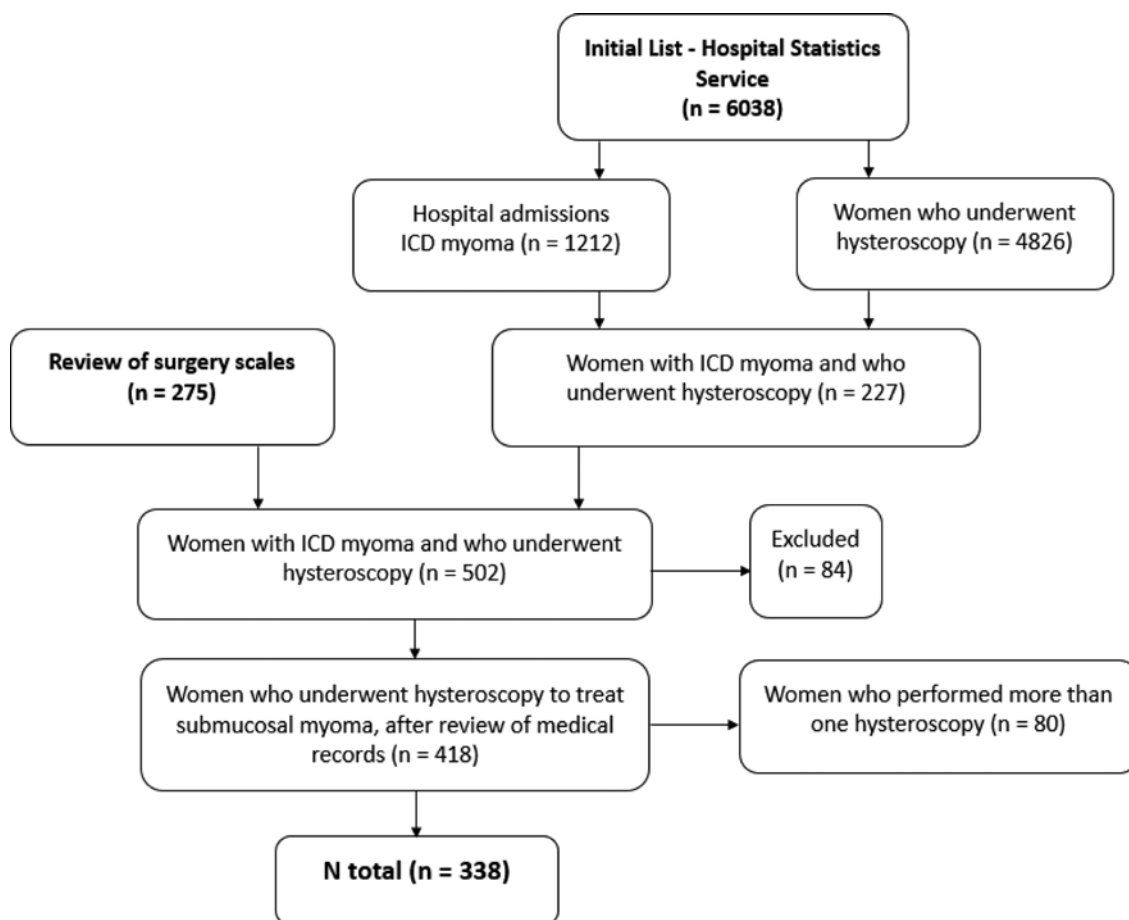 Initial List - Hospital Statistics
Service
(n = 6038)
Hospital admissions
ICD myoma (n = 1212)
Women who underwent
hysteroscopy (n = 4826)
Review of surgery scales
(n = 275)
Women with ICD myoma and who
underwent hysteroscopy (n = 227)
Women with ICD myoma and who underwent
hysteroscopy (n = 502)
Excluded
(n = 84)
Women who underwent hysteroscopy to treat
submucosal myoma, after review of medical
records (n = 418)
Women who performed more than
one hysteroscopy (n = 80)
N total (n = 338)